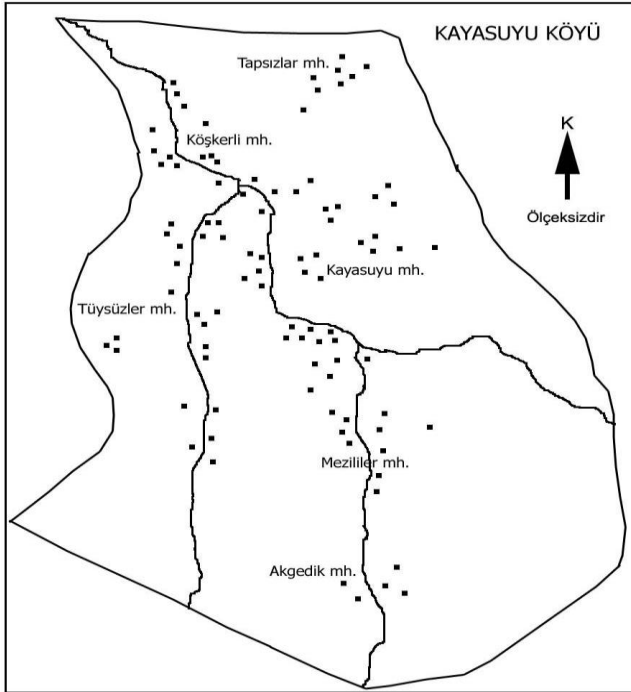 KAYASUYU KÖYÜ
Tapsızlar mh.
K
Köşkerli mh.
Ölçeksizdir
Kayasuyu mh.
Tüysüzler mh.
Mezililer mh.
Akgedik mh.